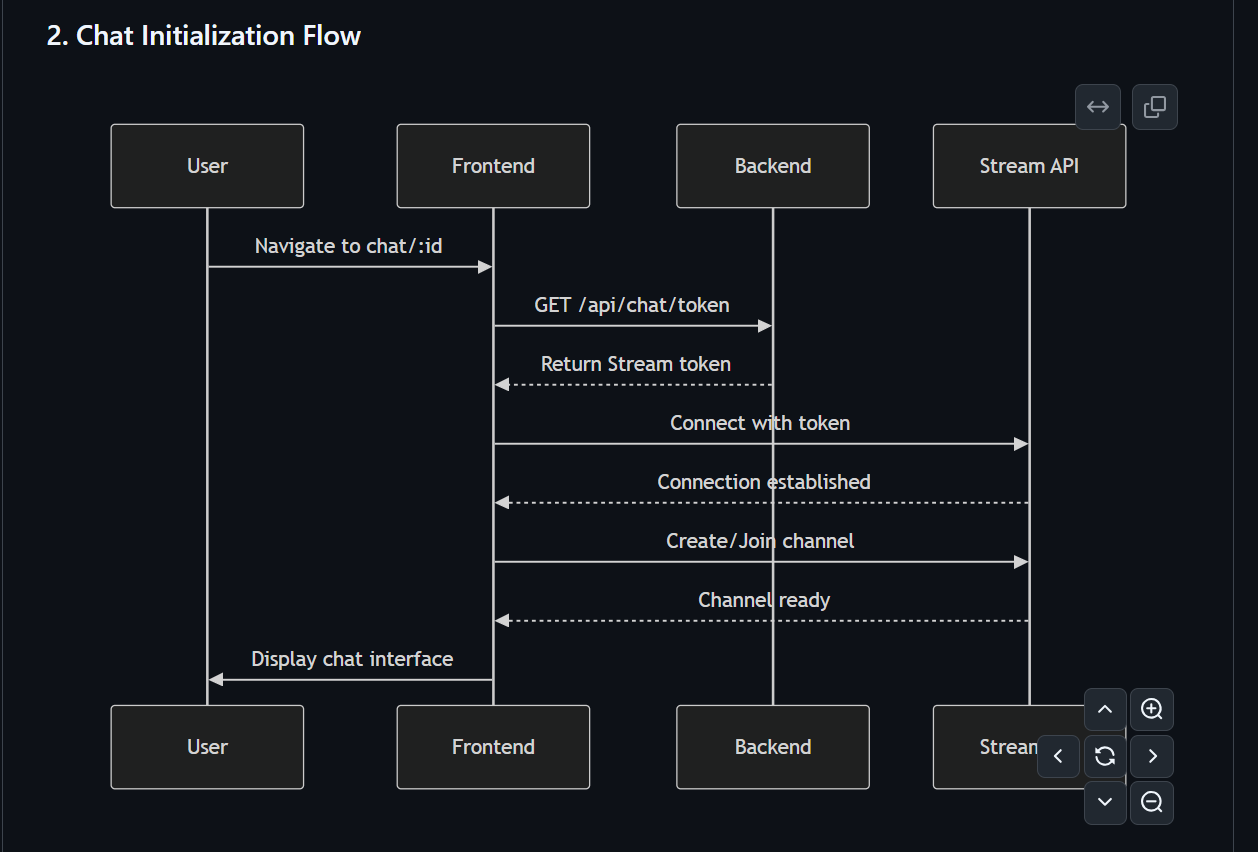 2. Chat Initialization Flow
User
Frontend
Backend
Stream API
Navigate to chat/:id
GET /api/chat/token
Return Stream token
Connect with token
Connection established
Create/Join channel
Channel ready
Display chat interface
User
Frontend
Backend
Stream